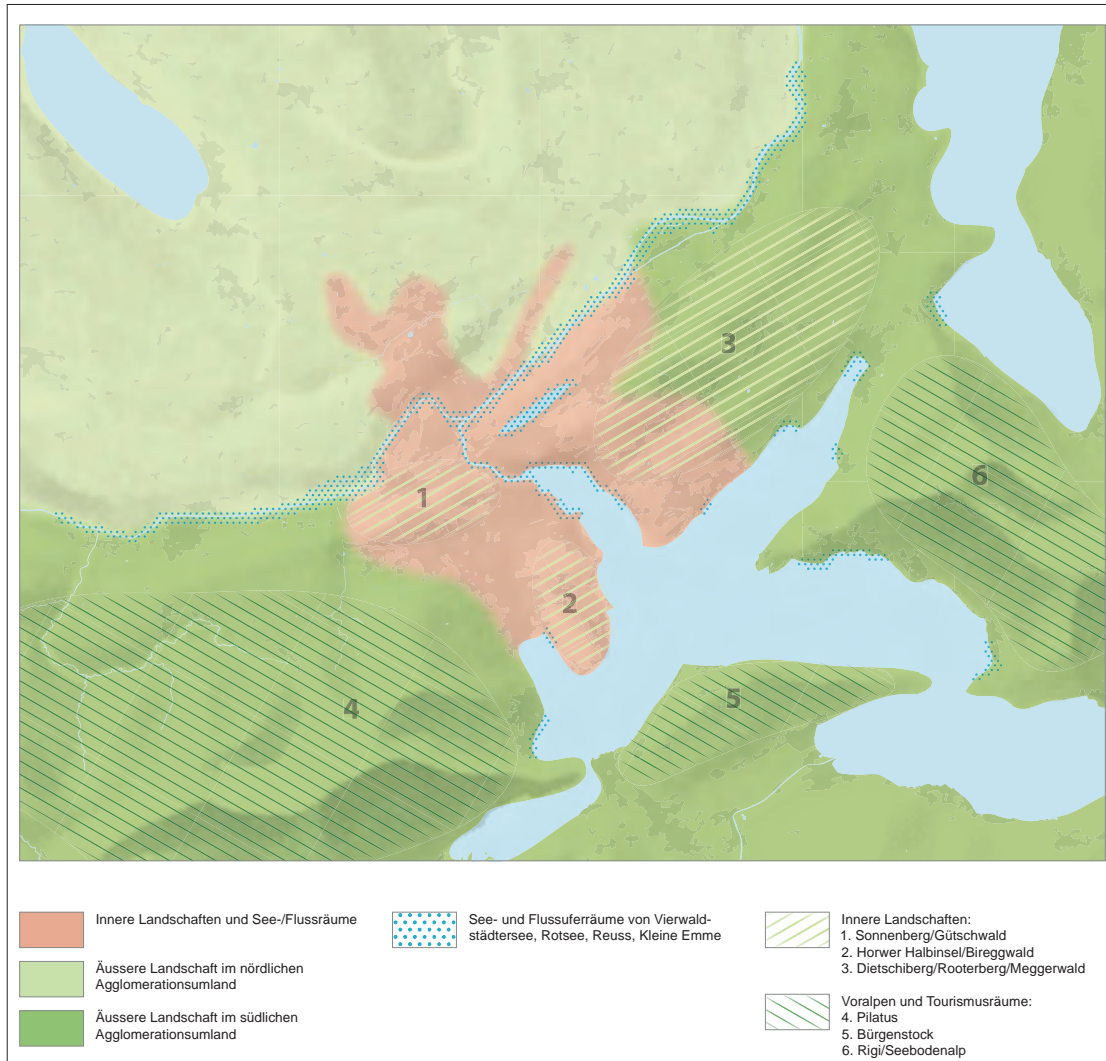 3
6
1
2
4
5
Innere Landschaften und See-/Flussräume
Äussere Landschaft im nördlichen
Agglomerationsumland
Äussere Landschaft im südlichen
Agglomerationsumland
See- und Flussuferräume von Vierwald-
städtersee, Rotsee, Reuss, Kleine Emme
Innere Landschaften:
1. Sonnenberg/Gütschwald
2. Horwer Halbinsel/Bireggwald
3. Dietschiberg/Rooterberg/Meggerwald
Voralpen und Tourismusräume:
4. Pilatus
5. Bürgenstock
6. Rigi/Seebodenalp